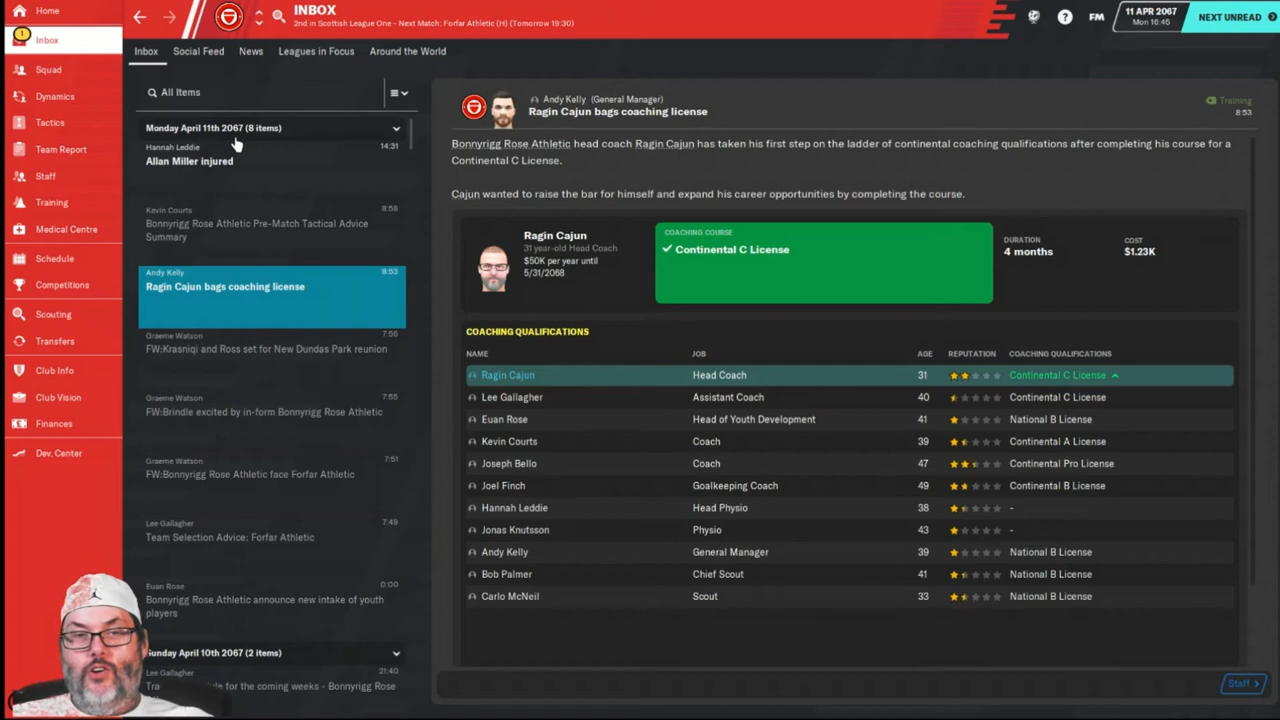 Home
1
Inbox
Squad
Dynamics
Tactics
Team Report
Staff
Training
Medical Centre
Schedule
Competitions
Scouting
Transfers
Club Info
Club Vision
Finances
Dev. Center
INBOX
2nd in Scottish League One - Next Match: Forfar Athletic (H) (Tomorrow 19:30)
? FM
11 APR 2067
Mon 16:45
NEXT UNREAD
Inbox Social Feed News Leagues in Focus Around the World
All Items
Monday April 11th 2067 (8 items)
Hannah Leddie 14:31
Allan Miller injured
Kevin Courts 8:58
Bonnyrigg Rose Athletic Pre-Match Tactical Advice
Summary
Andy Kelly 8:53
Ragin Cajun bags coaching license
Graeme Watson 7:56
FW:Krasniqi and Ross set for New Dundas Park reunion
Graeme Watson 7:55
FW:Brindle excited by in-form Bonnyrigg Rose Athletic
Graeme Watson 7:51
FW:Bonnyrigg Rose Athletic face Forfar Athletic
Lee Gallagher 7:49
Team Selection Advice: Forfar Athletic
Euan Rose 0:00
Bonnyrigg Rose Athletic announce new intake of youth
players
Sunday April 10th 2067 (2 items)
Lee Gallagher 21:40
for the coming weeks - Bonnyrigg Rose
Athletic
Andy Kelly (General Manager)
Ragin Cajun bags coaching license
Training
8:53
Bonnyrigg Rose Athletic head coach Ragin Cajun has taken his first step on the ladder of continental coaching qualifications after completing his course for a
Continental C License.
Cajun wanted to raise the bar for himself and expand his career opportunities by completing the course.
Ragin Cajun
31 year-old Head Coach
$50K per year until
5/31/2068
COACHING COURSE
Continental C License
DURATION
4 months
COST
$1.23K
COACHING QUALIFICATIONS
NAME JOB AGE REPUTATION COACHING QUALIFICATIONS
Ragin Cajun Head Coach 31 Continental C License
Lee Gallagher Assistant Coach 40 Continental C License
Euan Rose Head of Youth Development 41 National B License
Kevin Courts Coach 39 Continental A License
Joseph Bello Coach 47 Continental Pro License
Joel Finch Goalkeeping Coach 49 Continental B License
Hannah Leddie Head Physio 38 -
Jonas Knutsson Physio 43 -
Andy Kelly General Manager 39 National B License
Bob Palmer Chief Scout 41 National B License
Carlo McNeil Scout 33 National B License
Staff